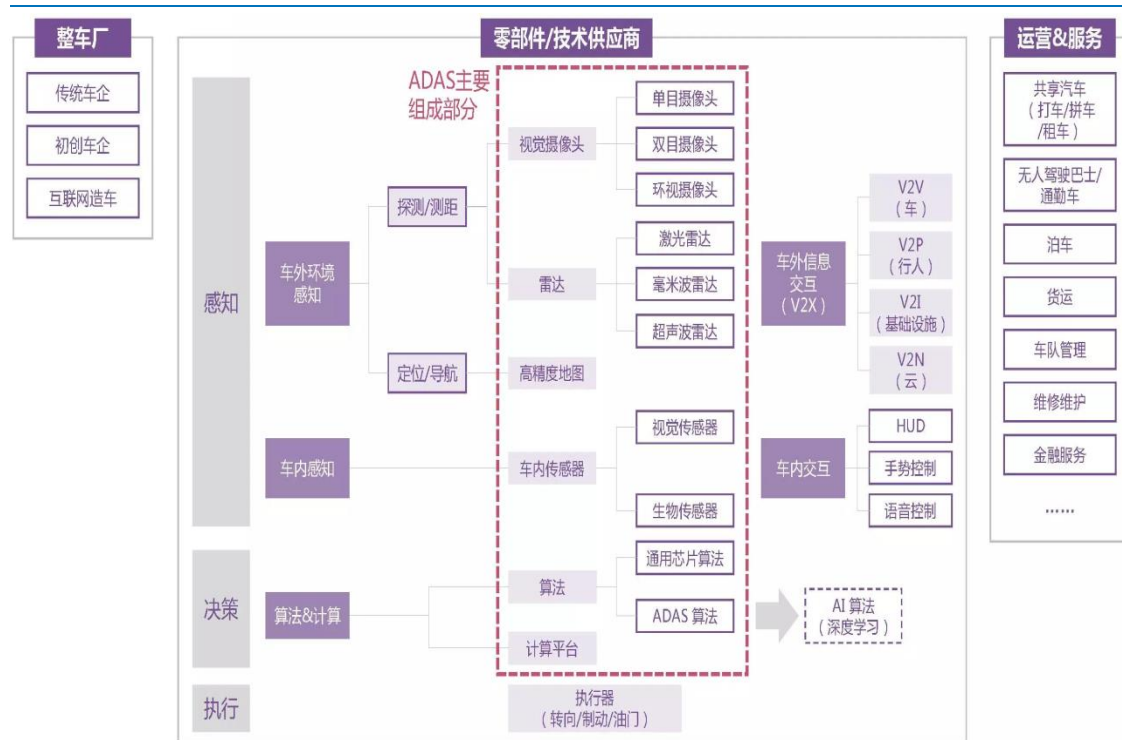 整车厂
传统车企
初创车企
互联网造车
零部件/技术供应商
ADAS主要
组成部分
感知
决策
执行
车外环境
感知
车内感知
算法&计算
探测/测距
定位/导航
视觉摄像头
雷达
高精度地图
车内传感器
算法
计算平台
执行器
（转向/制动/油门）
单目摄像头
双目摄像头
环视摄像头
激光雷达
毫米波雷达
超声波雷达
视觉传感器
生物传感器
通用芯片算法
ADAS 算法
车外信息
交互
（V2X）
V2V
（车）
V2P
（行人）
V2I
（基础设施）
V2N
（云）
车内交互
HUD
手势控制
语音控制
AI 算法
（深度学习）
运营&服务
共享汽车
（打车/拼车
/租车）
无人驾驶巴士/
通勤车
泊车
货运
车队管理
维修维护
金融服务
……